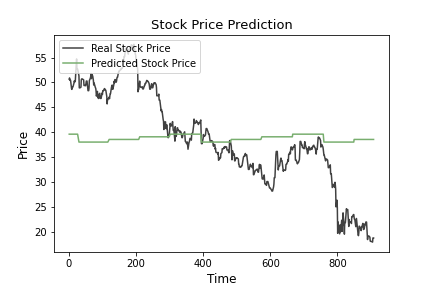 Stock Price Prediction
Real Stock Price
Predicted Stock Price
Price
55
50
45
40
35
30
25
20
0 200 400 600 800
Time